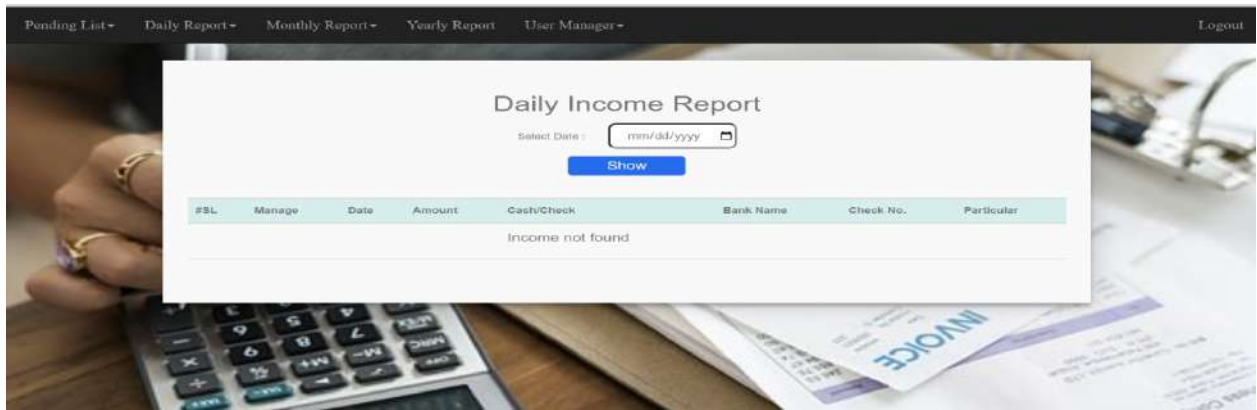 Pending List Daily Report Monthly Report Yearly Report User Manager Logout
Daily Income Report
Select Date : mm/dd/yyyy
Show
#SL Manage Date Amount Cash/Check Bank Name Check No. Particular
Income not found
INVOICE